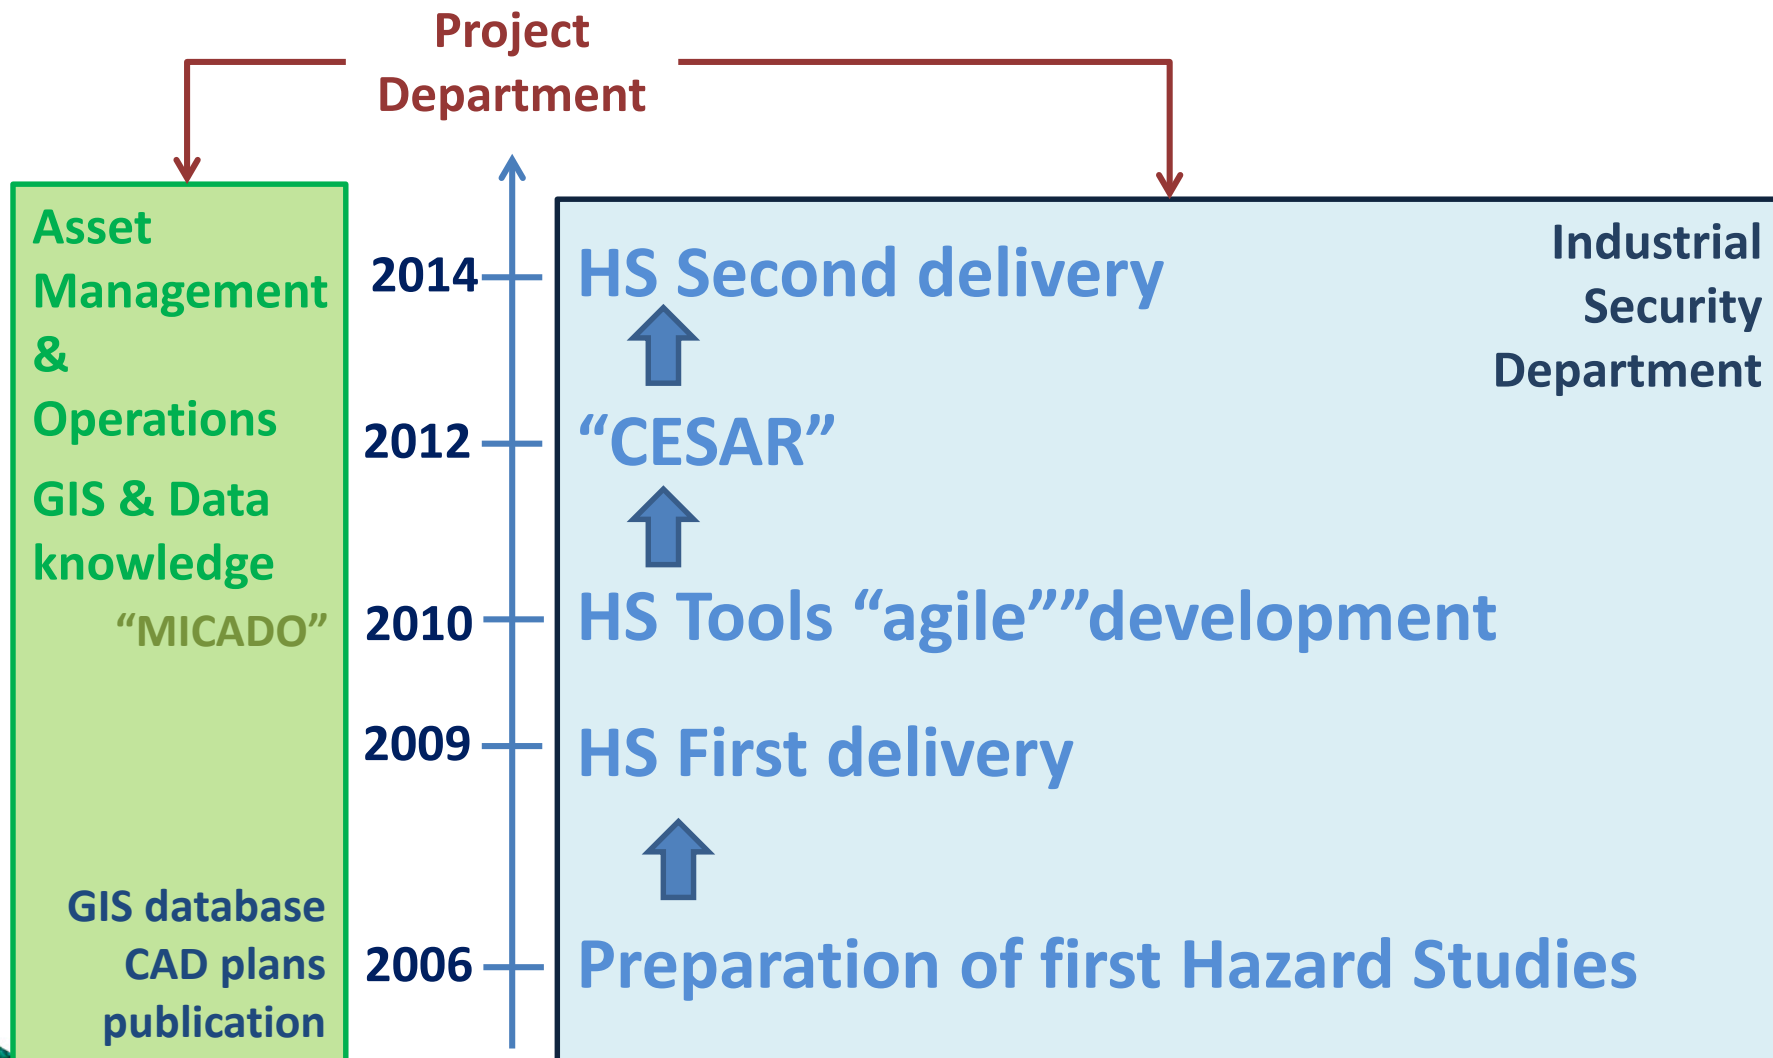 Project
Department
Asset
Management
&
Operations
GIS & Data
knowledge
“MICADO”
GIS database
CAD plans
publication
2014
2012
2010
2009
2006
HS Second delivery
“CESAR”
HS Tools “agile””development
HS First delivery
Preparation of first Hazard Studies
Industrial
Security
Department